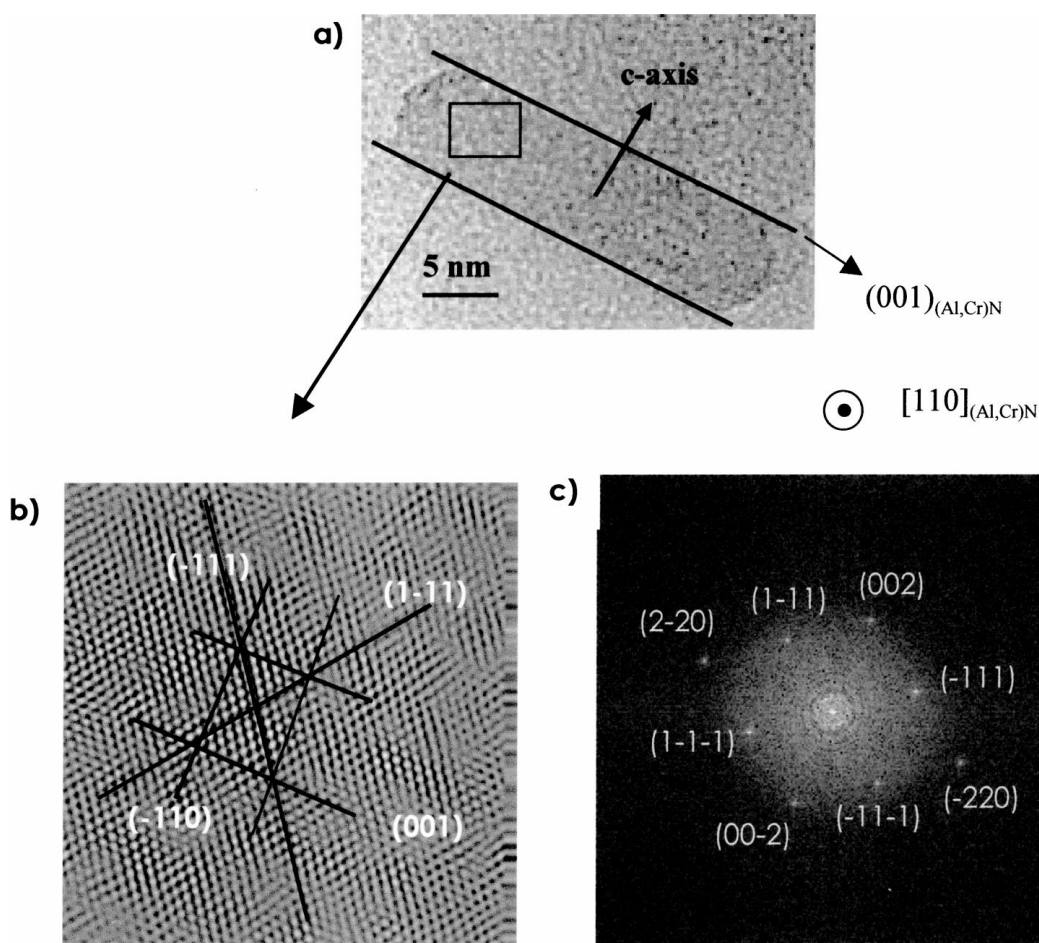 a)
c-axis
5 nm
(001)(Al,Cr)N
[110](Al,Cr)N
b)
(-111)
(1-11)
(-110)
(001)
c)
(002)
(1-11)
(2-20)
(-111)
(1-1-1)
(-220)
(-11-1)
(00-2)